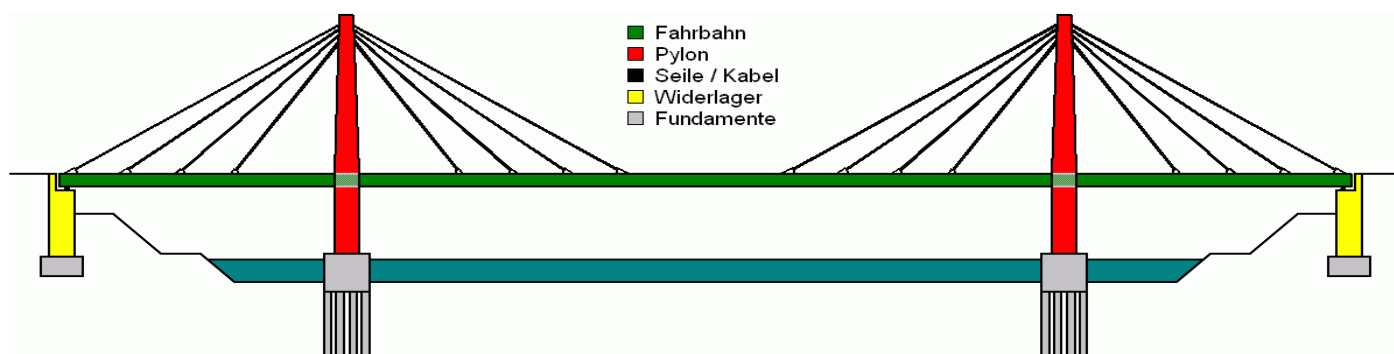 Fahrbahn
Pylon
Seile / Kabel
Widerlager
Fundamente